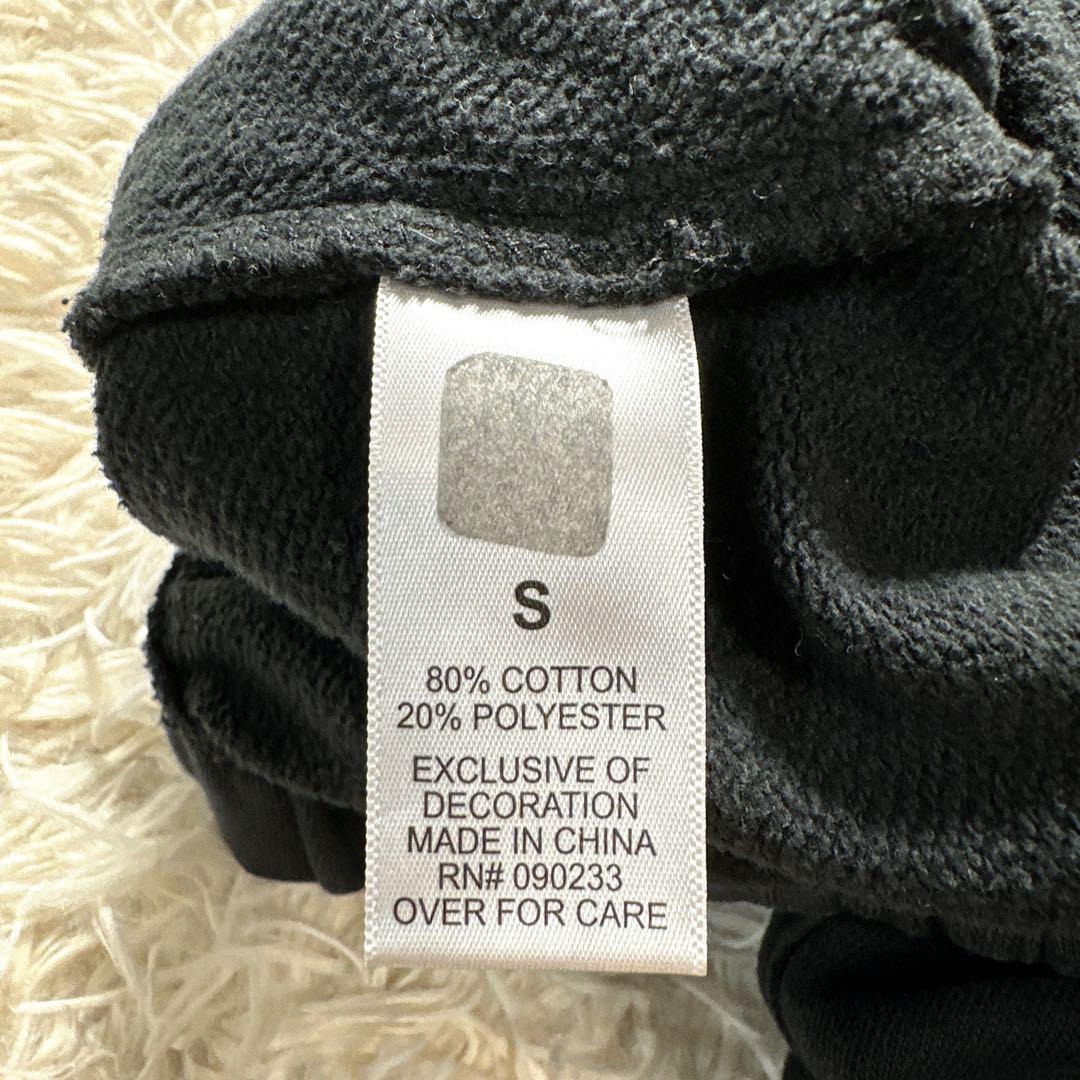 S
80% COTTON
20% POLYESTER
EXCLUSIVE OF
DECORATION
MADE IN CHINA
RN# 090233
OVER FOR CARE